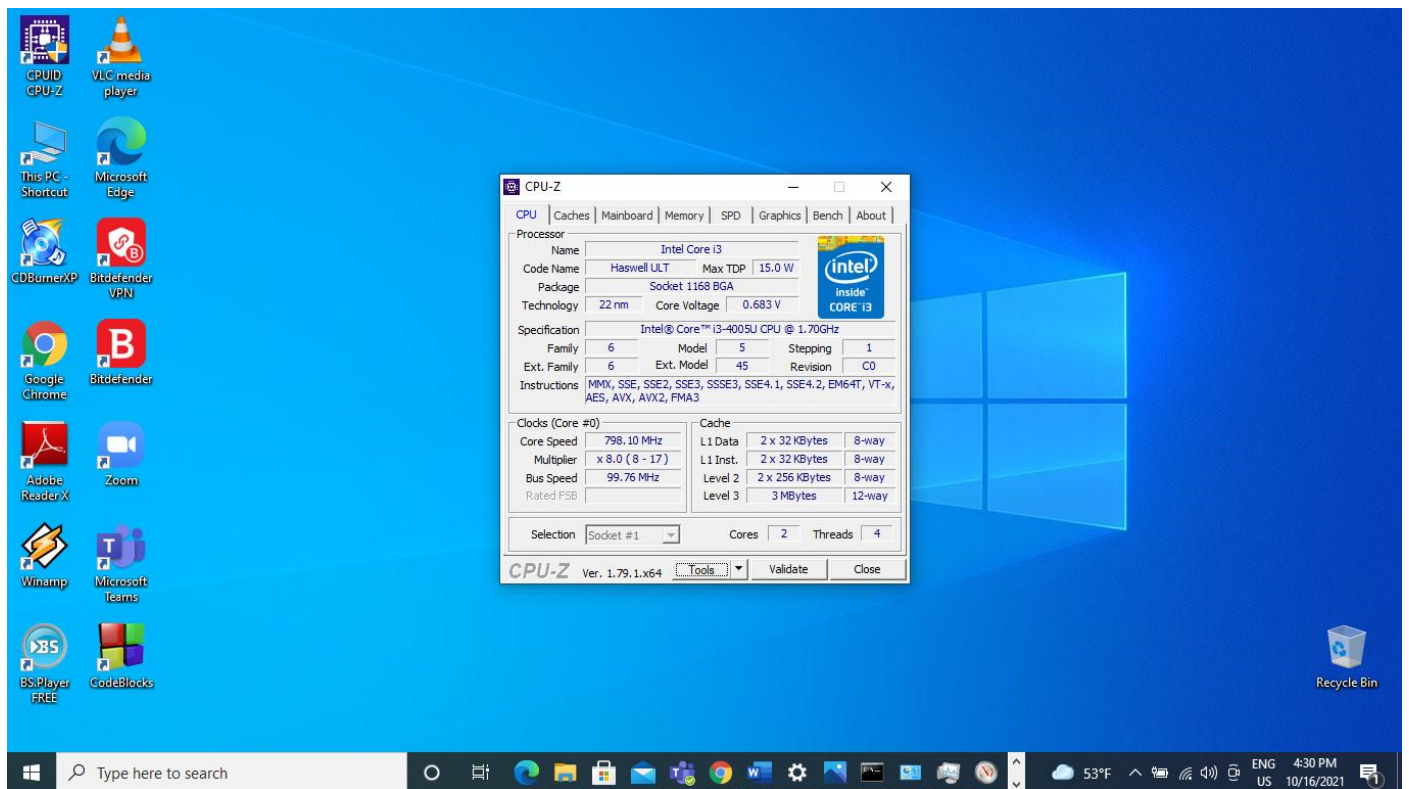 CPUID
CPU-Z
VLC media
player
This PC -
Shortcut
Microsoft
Edge
CDBurnerXP
Bitdefender
VPN
Google
Chrome
Bitdefender
Adobe
Reader X
Zoom
Winamp
Microsoft
Teams
BS.Player
FREE
CodeBlocks
CPU-Z
CPU Caches Mainboard Memory SPD Graphics Bench About
Processor
Name Intel Core i3
Code Name Haswell ULT Max TDP 15.0 W
Package Socket 1168 BGA
Technology 22 nm Core Voltage 0.683 V
intel
inside™
CORE™i3
Specification Intel® Core™ i3-4005U CPU @ 1.70GHz
Family 6 Model 5 Stepping 1
Ext. Family 6 Ext. Model 45 Revision C0
Instructions MMX, SSE, SSE2, SSE3, SSSE3, SSE4.1, SSE4.2, EM64T, VT-x,
AES, AVX, AVX2, FMA3
Clocks (Core #0)
Core Speed 798.10 MHz
Multiplier x 8.0 ( 8 - 17 )
Bus Speed 99.76 MHz
Rated FSB
Cache
L1 Data 2 x 32 KBytes 8-way
L1 Inst. 2 x 32 KBytes 8-way
Level 2 2 x 256 KBytes 8-way
Level 3 3 MBytes 12-way
Selection Socket #1 Cores 2 Threads 4
CPU-Z Ver. 1.79.1.x64 Tools Validate Close
Recycle Bin
Type here to search
53°F
ENG
US
4:30 PM
10/16/2021
1